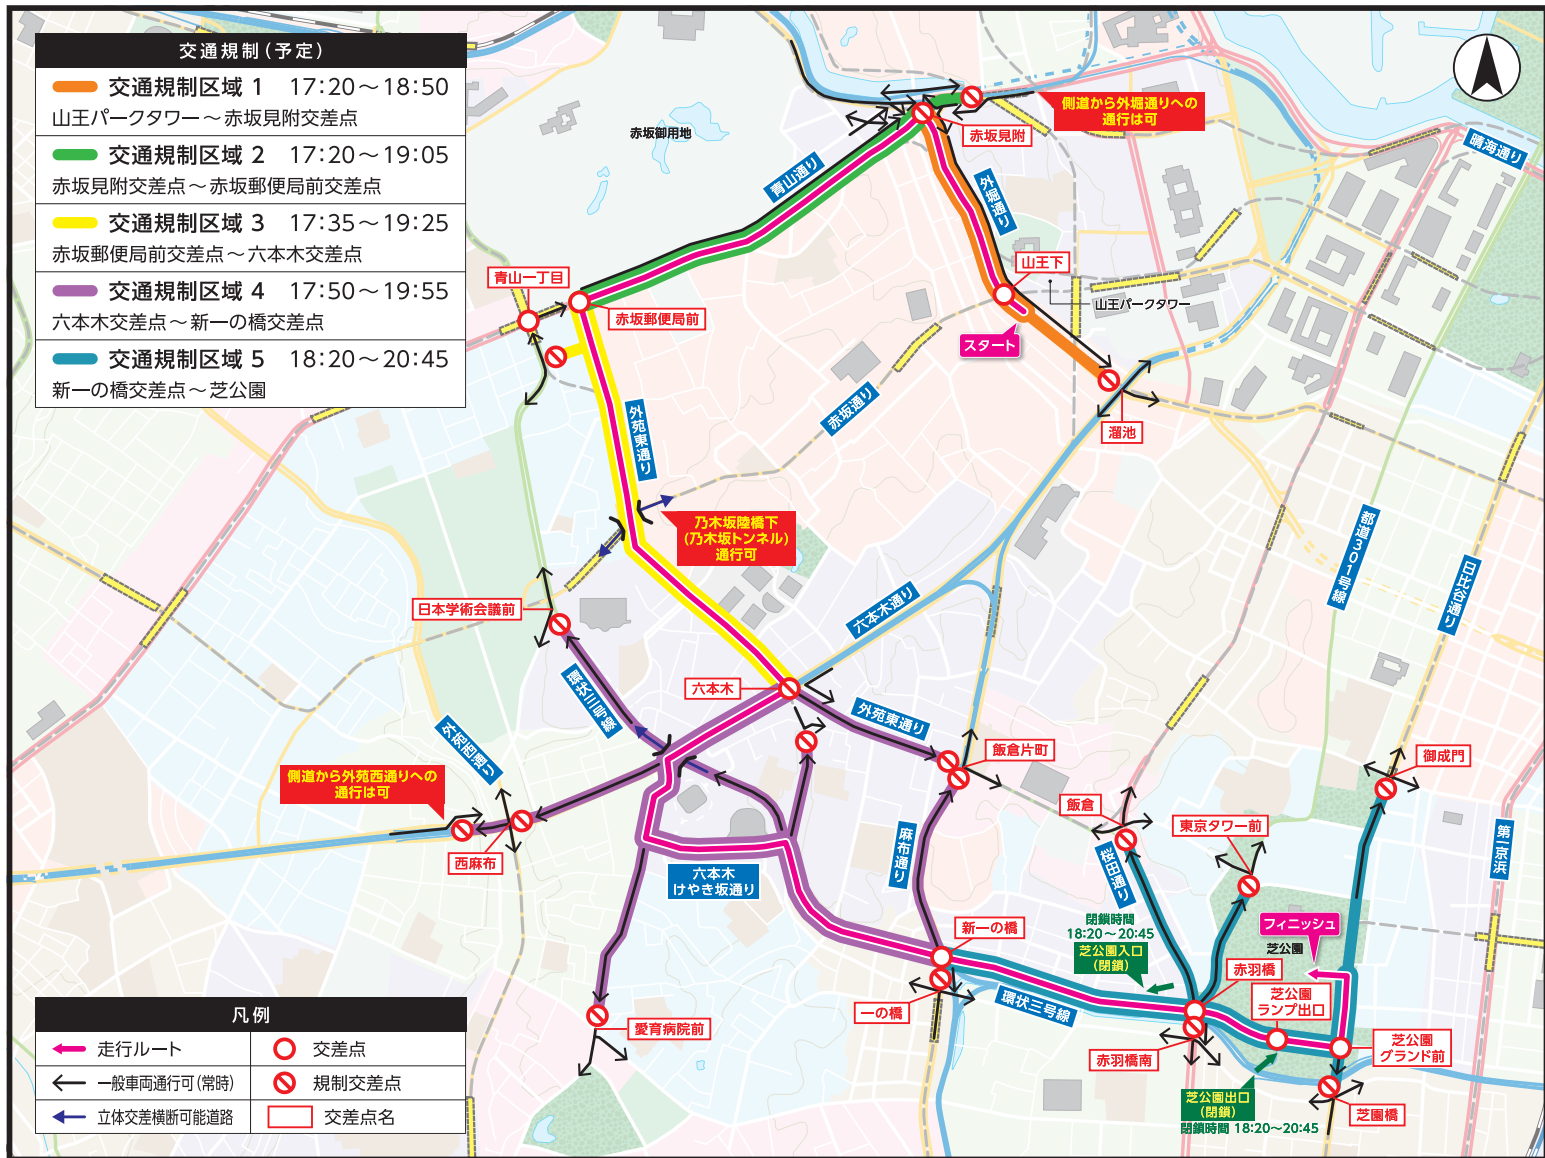 交通規制（予定）
交通規制区域 1　17:20～18:50
山王パークタワー～赤坂見附交差点
交通規制区域 2　17:20～19:05
赤坂見附交差点～赤坂郵便局前交差点
交通規制区域 3　17:35～19:25
赤坂郵便局前交差点～六本木交差点
交通規制区域 4　17:50～19:55
六本木交差点～新一の橋交差点
交通規制区域 5　18:20～20:45
新一の橋交差点～芝公園
赤坂御用地
側道から外堀通りへの
通行は可
赤坂見附
晴海通り
青山通り
外堀通り
山王下
山王パークタワー
スタート
青山一丁目
赤坂郵便局前
赤坂通り
溜池
外苑東通り
乃木坂陸橋下
(乃木坂トンネル)
通行可
都道301号線
日比谷通り
日本学術会議前
六本木通り
環状三号線
六本木
外苑東通り
外苑西通り
飯倉片町
御成門
側道から外苑西通りへの
通行は可
飯倉
東京タワー前
第一京浜
西麻布
六本木
けやき坂通り
麻布通り
桜田通り
閉鎖時間
18:20～20:45
芝公園入口
（閉鎖）
フィニッシュ
芝公園
新一の橋
赤羽橋
芝公園
ランプ出口
環状三号線
一の橋
愛育病院前
赤羽橋南
芝公園
グランド前
芝公園出口
（閉鎖）
閉鎖時間 18:20～20:45
芝園橋
凡例
走行ルート
交差点
一般車両通行可（常時）
規制交差点
立体交差横断可能道路
交差点名